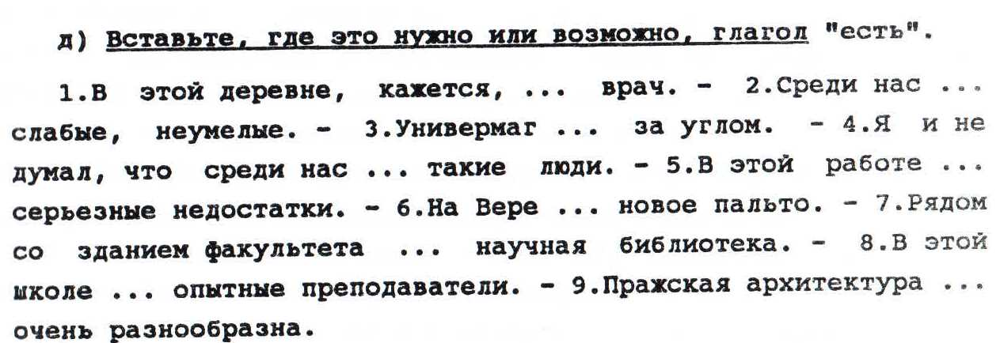 д) Вставьте, где это нужно или возможно, глагол "есть".
1.В этой деревне, кажется, ... врач. - 2.Среди нас ...
слабые, неумелые. - 3.Универмаг ... за углом. - 4.Я и не
думал, что среди нас ... такие люди. - 5.В этой работе ...
серьезные недостатки. - 6.На Вере ... новое пальто. - 7.Рядом
со зданием факультета ... научная библиотека. - 8.В этой
школе ... опытные преподаватели. - 9.Пражская архитектура ...
очень разнообразна.